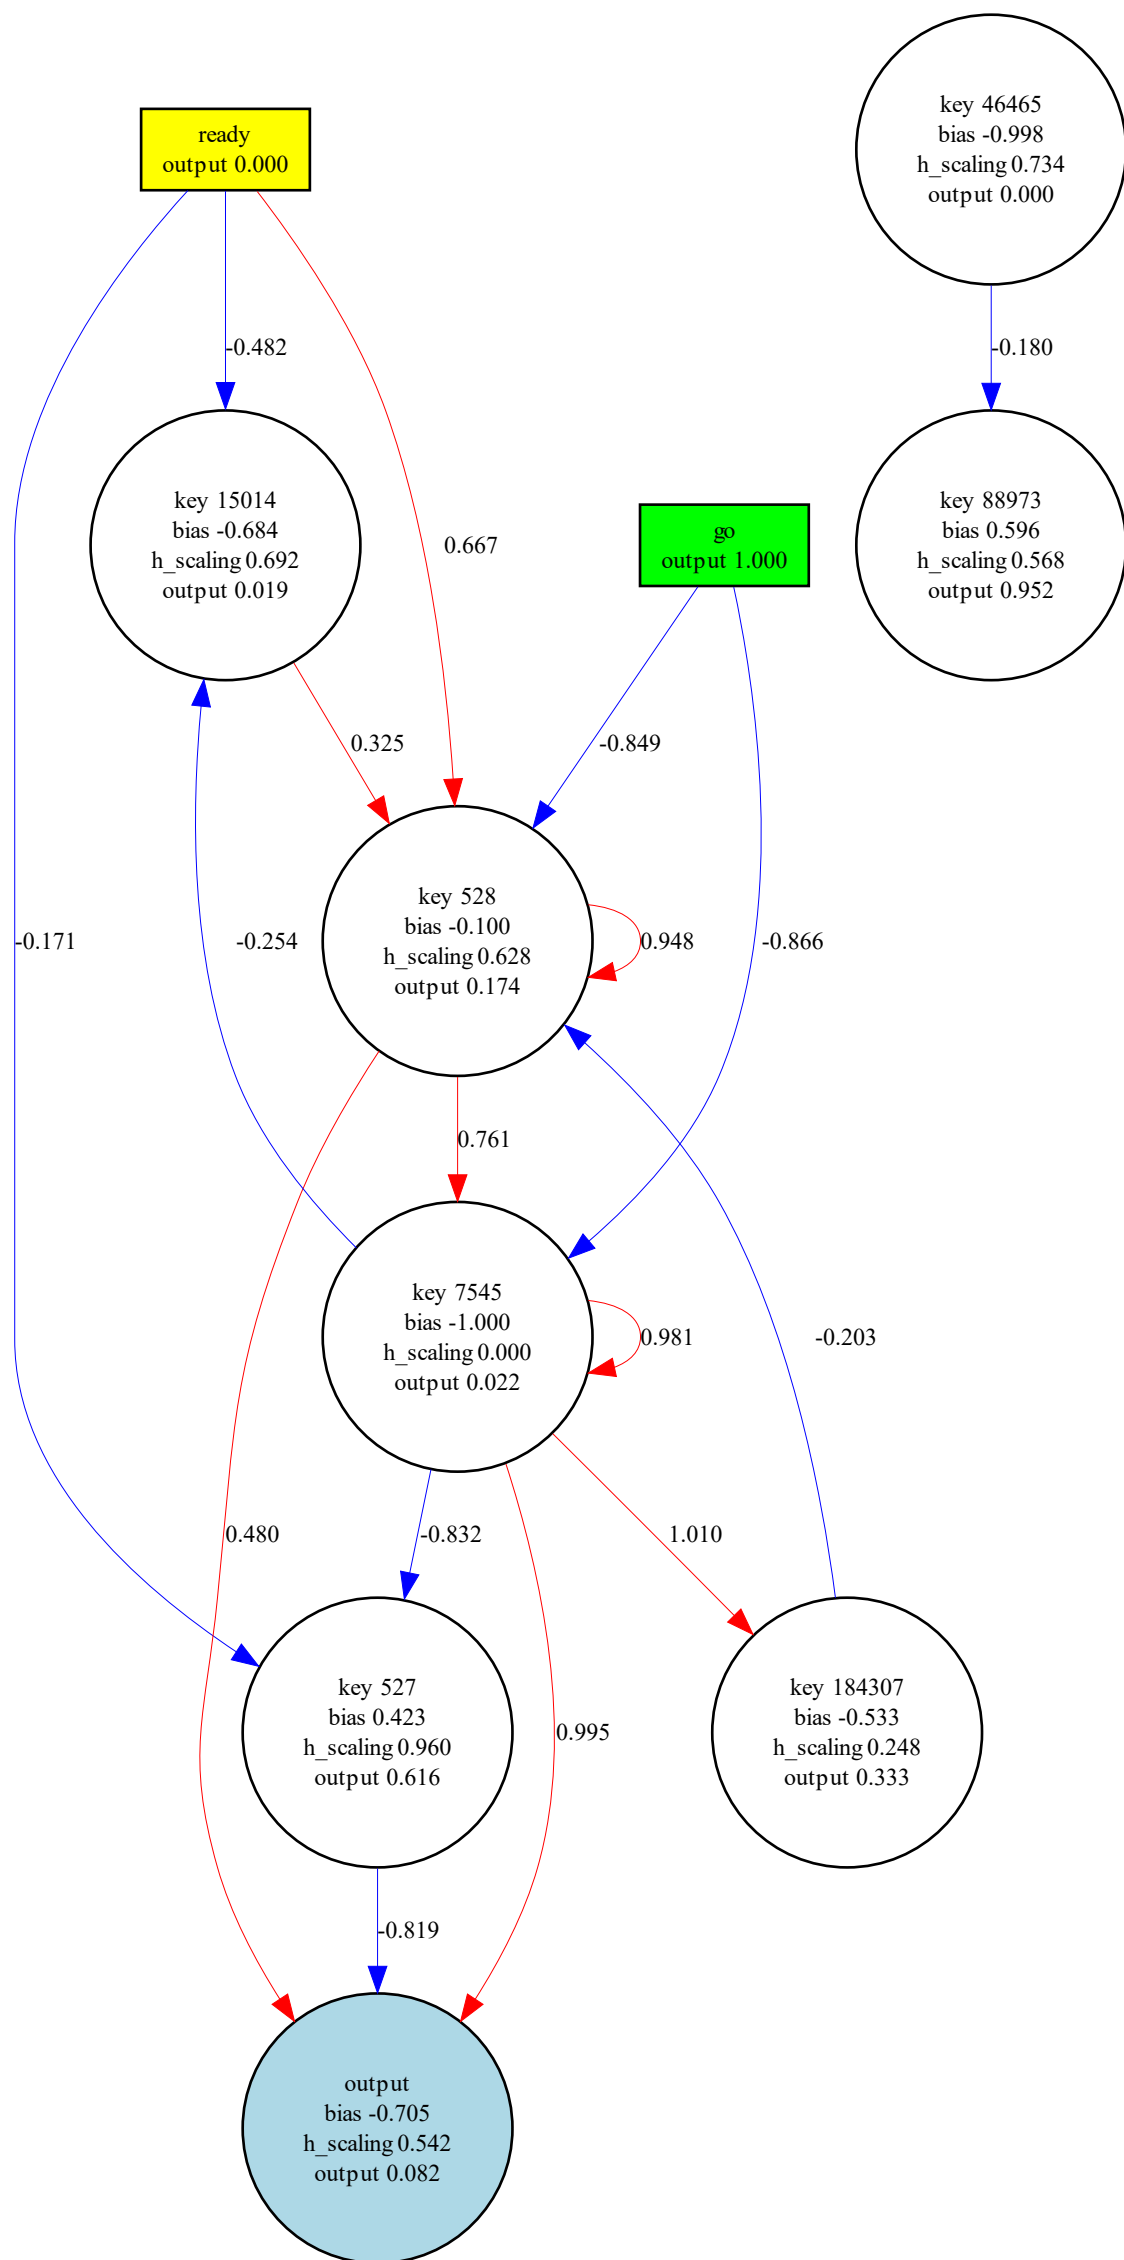 key 46465
bias -0.998
h_scaling 0.734
output 0.000
ready
output 0.000
-0.482
-0.180
key 15014
bias -0.684
h_scaling 0.692
output 0.019
0.667
go
output 1.000
key 88973
bias 0.596
h_scaling 0.568
output 0.952
0.325
-0.849
-0.171
-0.254
key 528
bias -0.100
h_scaling 0.628
output 0.174
0.948
-0.866
0.761
key 7545
bias -1.000
h_scaling 0.000
output 0.022
0.981
-0.203
0.480
-0.832
1.010
key 527
bias 0.423
h_scaling 0.960
output 0.616
0.995
key 184307
bias -0.533
h_scaling 0.248
output 0.333
-0.819
output
bias -0.705
h_scaling 0.542
output 0.082